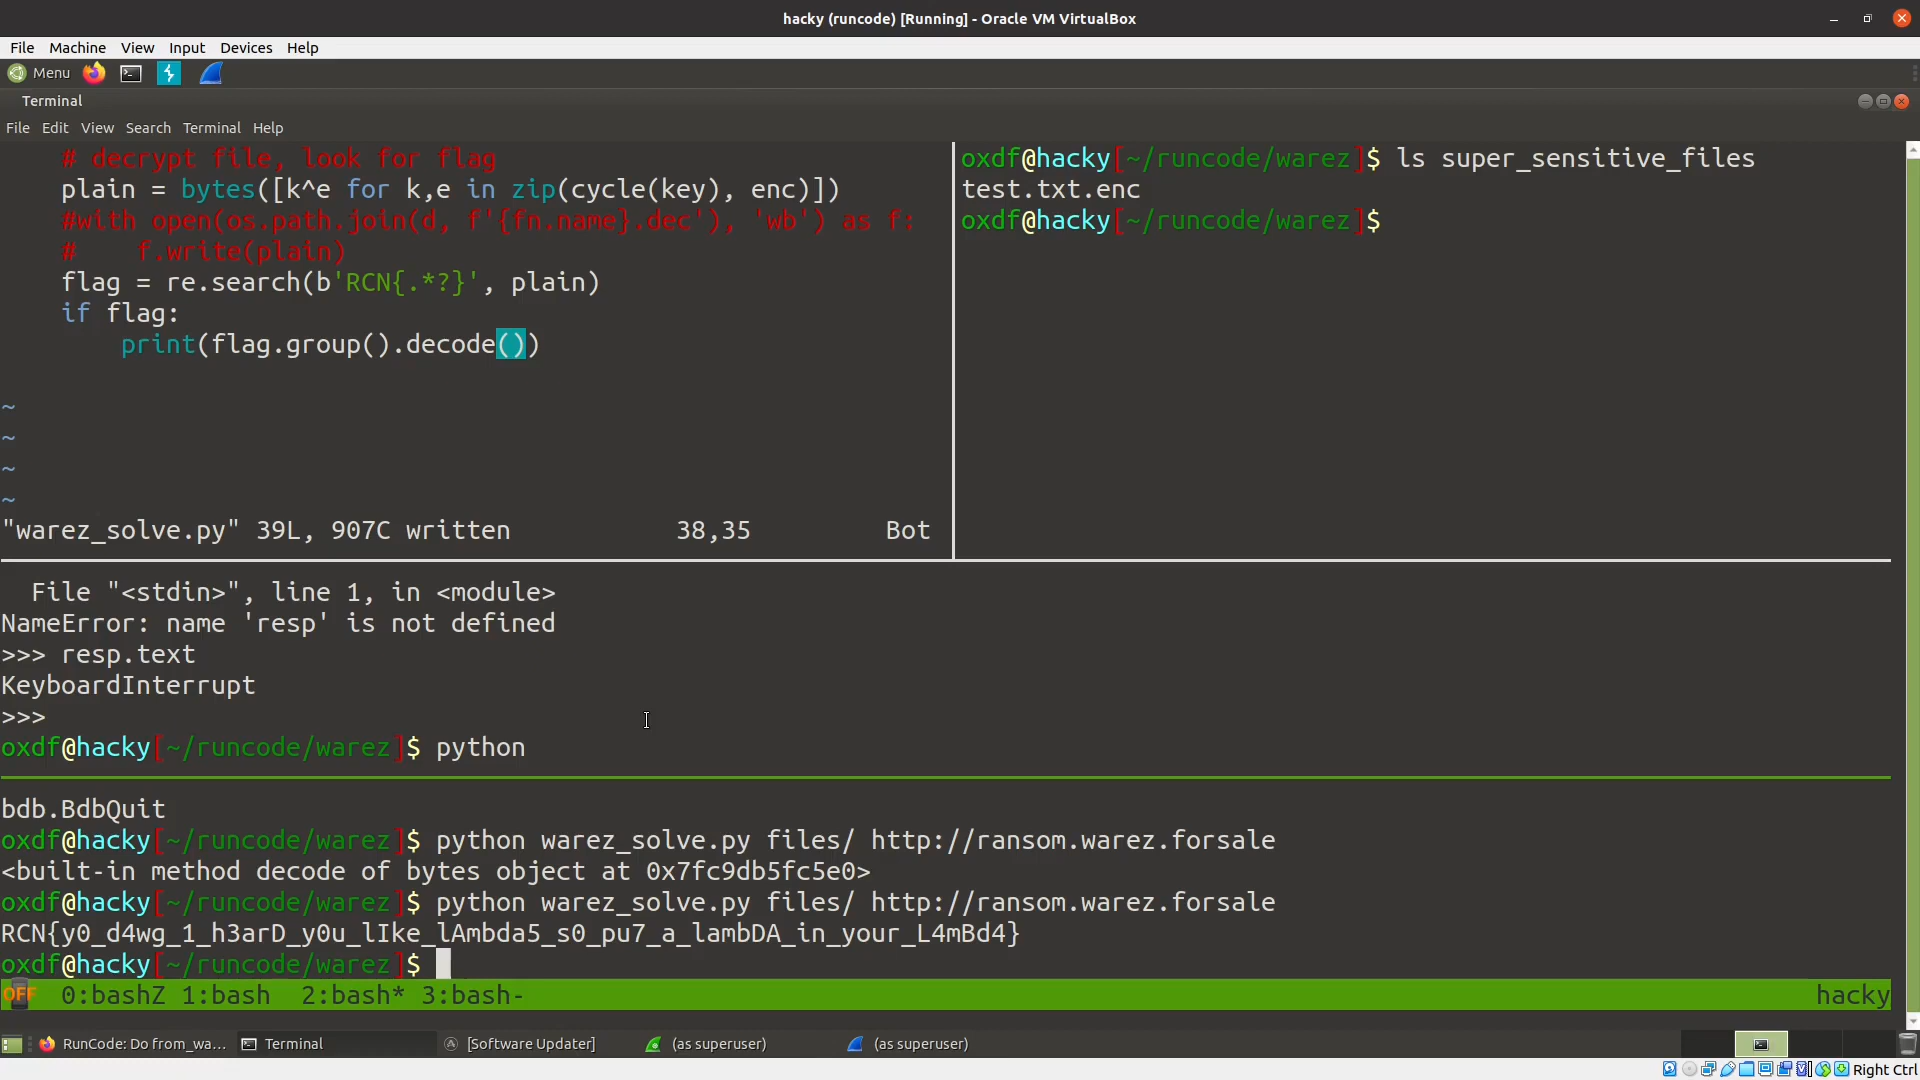 hacky (runcode) [Running] - Oracle VM VirtualBox
File Machine View Input Devices Help
Menu
Terminal
File Edit View Search Terminal Help
    # decrypt file, look for flag
    plain = bytes([k^e for k,e in zip(cycle(key), enc)])
    #with open(os.path.join(d, f'{fn.name}.dec'), 'wb') as f:
    #    f.write(plain)
    flag = re.search(b'RCN{.*?}', plain)
    if flag:
        print(flag.group().decode())
~
~
~
~
"warez_solve.py" 39L, 907C written 38,35 Bot
oxdf@hacky[~/runcode/warez]$ ls super_sensitive_files
test.txt.enc
oxdf@hacky[~/runcode/warez]$
  File "<stdin>", line 1, in <module>
NameError: name 'resp' is not defined
>>> resp.text
KeyboardInterrupt
>>>
oxdf@hacky[~/runcode/warez]$ python
bdb.BdbQuit
oxdf@hacky[~/runcode/warez]$ python warez_solve.py files/ http://ransom.warez.forsale
<built-in method decode of bytes object at 0x7fc9db5fc5e0>
oxdf@hacky[~/runcode/warez]$ python warez_solve.py files/ http://ransom.warez.forsale
RCN{y0_d4wg_1_h3arD_y0u_lIke_lAmbda5_s0_pu7_a_lambDA_in_your_L4mBd4}
oxdf@hacky[~/runcode/warez]$
OFF 0:bashZ 1:bash 2:bash* 3:bash- hacky
RunCode: Do from_wa... Terminal [Software Updater] (as superuser) (as superuser)
Right Ctrl